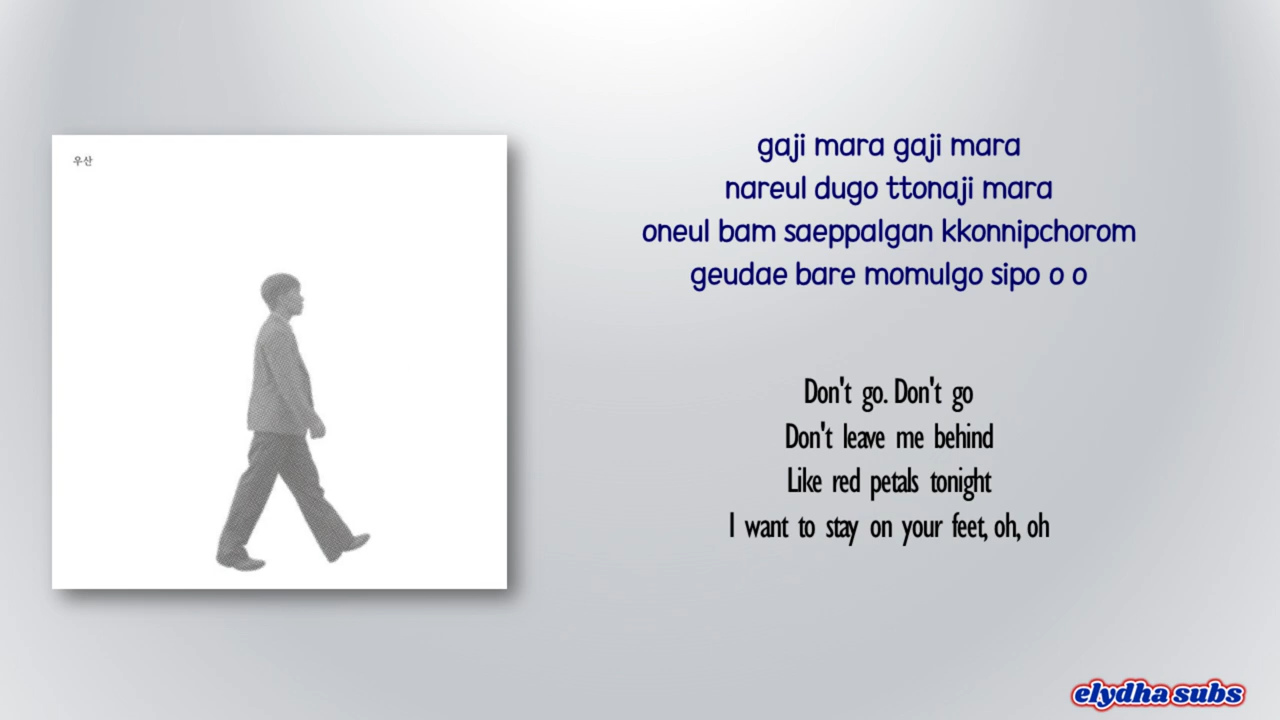 우산
gaji mara gaji mara
nareul dugo ttonaji mara
oneul bam saeppalgan kkonnipchorom
geudae bare momulgo sipo o o
Don't go. Don't go
Don't leave me behind
Like red petals tonight
I want to stay on your feet, oh, oh
elydha subs